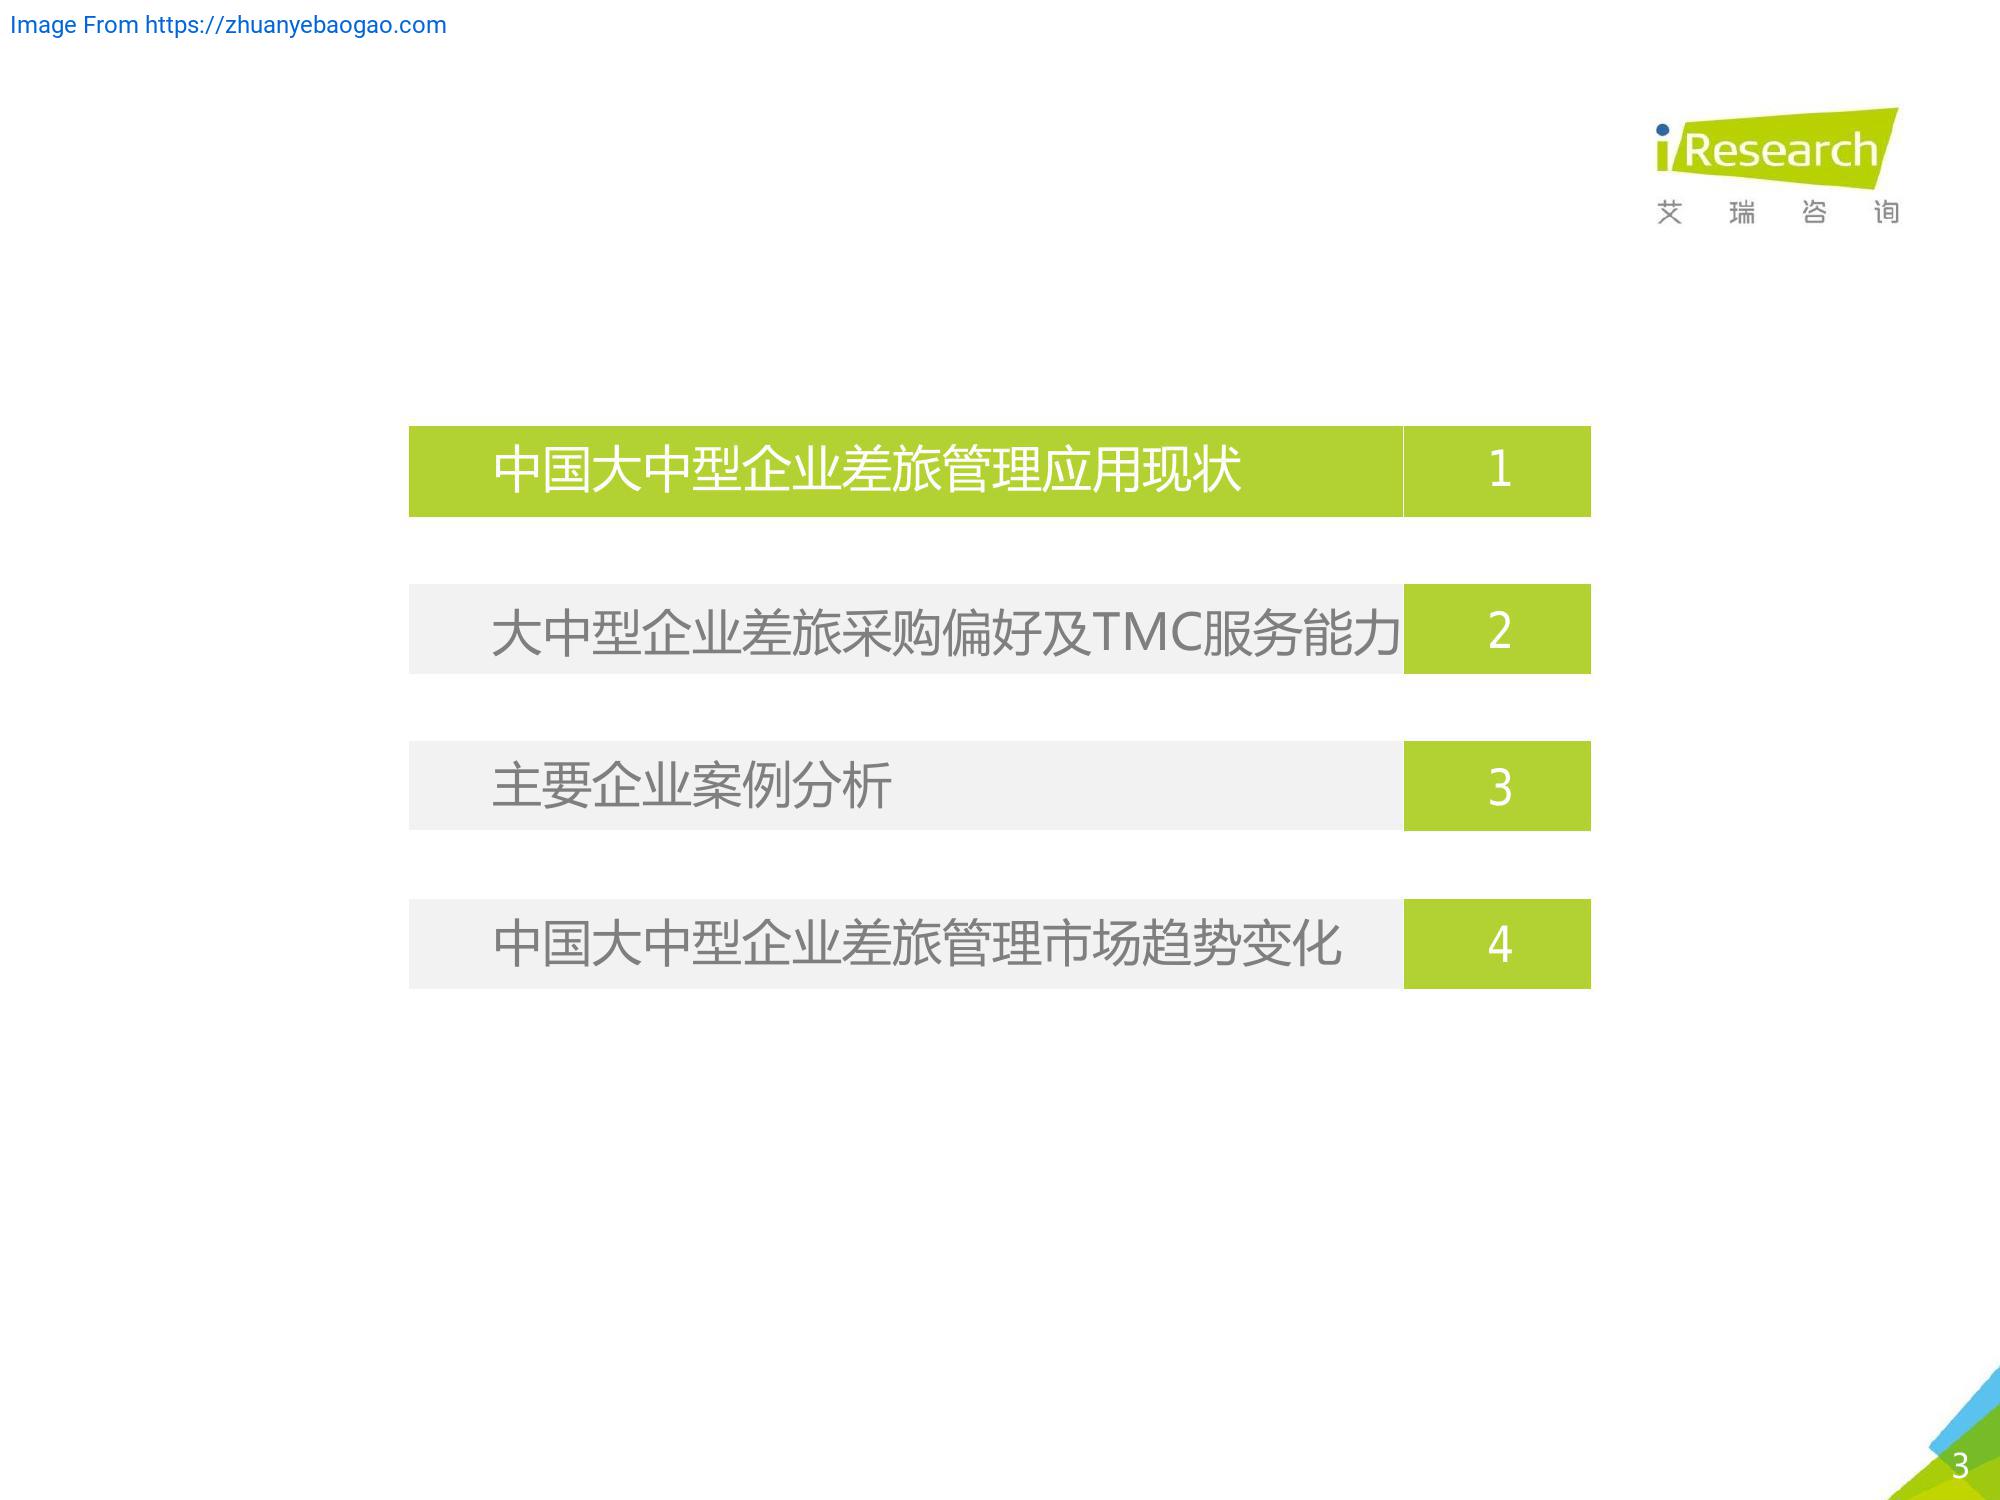 Image From https://zhuanyebaogao.com
iResearch
艾瑞咨询
中国大中型企业差旅管理应用现状 1
大中型企业差旅采购偏好及TMC服务能力 2
主要企业案例分析 3
中国大中型企业差旅管理市场趋势变化 4
3